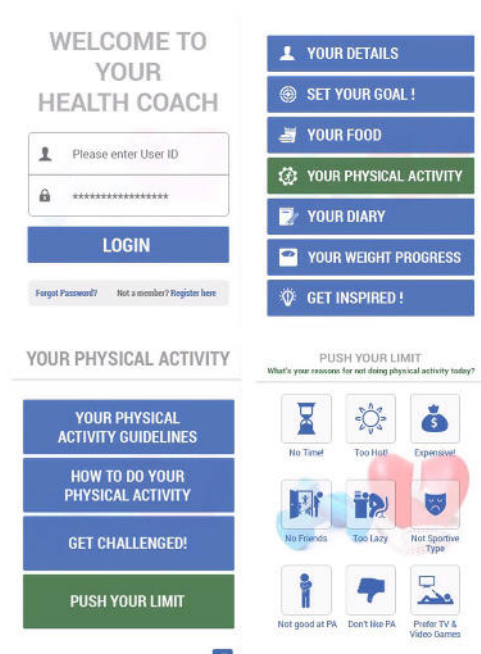 WELCOME TO
YOUR
HEALTH COACH
Please enter User ID
*****************
LOGIN
Forgot Password? Not a member? Register here
YOUR DETAILS
SET YOUR GOAL !
YOUR FOOD
YOUR PHYSICAL ACTIVITY
YOUR DIARY
YOUR WEIGHT PROGRESS
GET INSPIRED !
YOUR PHYSICAL ACTIVITY
YOUR PHYSICAL
ACTIVITY GUIDELINES
HOW TO DO YOUR
PHYSICAL ACTIVITY
GET CHALLENGED!
PUSH YOUR LIMIT
PUSH YOUR LIMIT
What's your reasons for not doing physical activity today?
No Time!
Too Hot!
Expensive!
No Friends
Too Lazy
Not Sportive
Type
Not good at PA
Don't like PA
Prefer TV &
Video Games